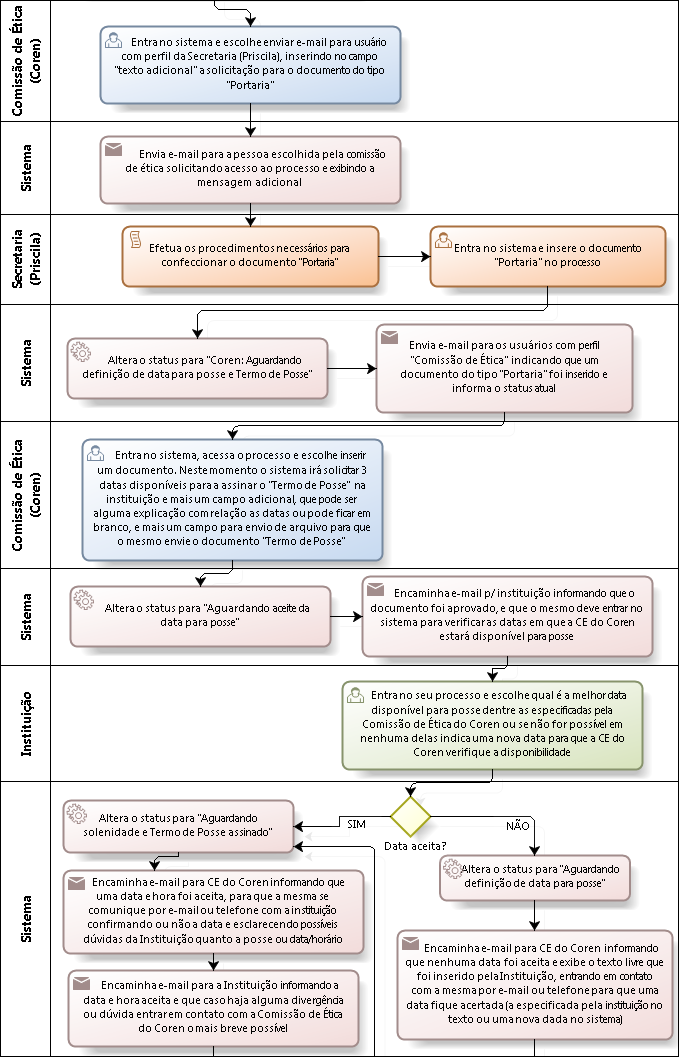 Comissão de Ética
(Coren)
Entra no sistema e escolhe enviar e-mail para usuário
com perfil da Secretaria (Priscila), inserindo no campo
"texto adicional" a solicitação para o documento do tipo
"Portaria"
Sistema
Envia e-mail para a pessoa escolhida pela comissão
de ética solicitando acesso ao processo e exibindo a
mensagem adicional
Secretaria
(Priscila)
Efetua os procedimentos necessários para
confeccionar o documento "Portaria"
Entra no sistema e insere o documento
"Portaria" no processo
Sistema
Altera o status para "Coren: Aguardando
definição de data para posse e Termo de Posse"
Envia e-mail para os usuários com perfil
"Comissão de Ética" indicando que um
documento do tipo "Portaria" foi inserido e
informa o status atual
Comissão de Ética
(Coren)
Entra no sistema, acessa o processo e escolhe inserir
um documento. Neste momento o sistema irá solicitar 3
datas disponíveis para a assinar o "Termo de Posse" na
instituição e mais um campo adicional, que pode ser
alguma explicação com relação as datas ou pode ficar em
branco, e mais um campo para envio de arquivo para que
o mesmo envie o documento "Termo de Posse"
Sistema
Altera o status para "Aguardando aceite da
data para posse"
Encaminha e-mail p/ instituição informando que o
documento foi aprovado, e que o mesmo deve entrar no
sistema para verificar as datas em que a CE do Coren
estará disponível para posse
Instituição
Entra no seu processo e escolhe qual é a melhor data
disponível para posse dentre as especificadas pela
Comissão de Ética do Coren ou se não for possível em
nenhuma delas indica uma nova data para que a CE do
Coren verifique a disponibilidade
Sistema
Altera o status para "Aguardando
solenidade e Termo de Posse assinado"
SIM
Data aceita?
NÃO
Altera o status para "Aguardando
definição de data para posse"
Encaminha e-mail para CE do Coren informando que
uma data e hora foi aceita, para que a mesma se
comunique por e-mail ou telefone com a instituição
confirmando ou não a data e esclarecendo possíveis
dúvidas da Instituição quanto a posse ou data/horário
Encaminha e-mail para CE do Coren informando
que nenhuma data foi aceita e exibe o texto livre
que foi inserido pela Instituição, entrando em contato
com a mesma por e-mail ou telefone para que uma
data fique acertada (a especificada pela instituição no
texto ou uma nova dada no sistema)
Encaminha e-mail para a Instituição informando a
data e hora aceita e que caso haja alguma divergência
ou dúvida entrarem contato com a Comissão de Ética
do Coren o mais breve possível